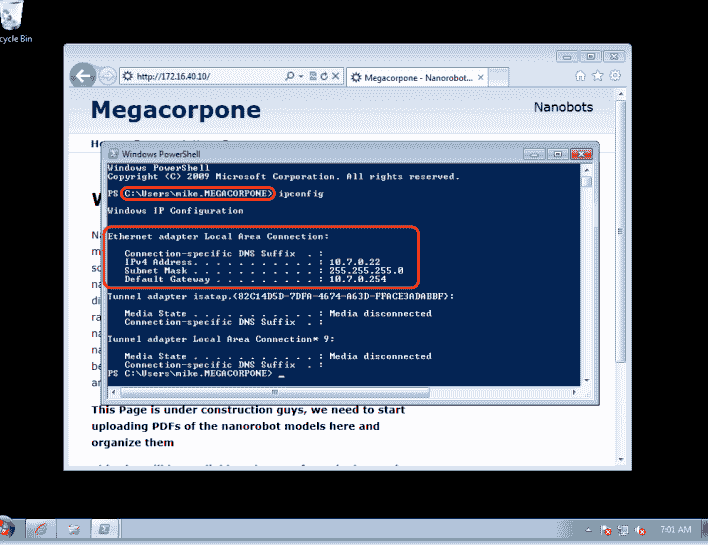 cycle Bin
http://172.16.40.10/
Megacorpone - Nanorobot...
Megacorpone
Nanobots
Windows PowerShell
Windows PowerShell
Copyright (C) 2009 Microsoft Corporation. All rights reserved.
PS C:\Users\mike.MEGACORPONE> ipconfig
Windows IP Configuration
Ethernet adapter Local Area Connection:
Connection-specific DNS Suffix . :
IPv4 Address. . . . . . . . . . . : 10.7.0.22
Subnet Mask . . . . . . . . . . . : 255.255.255.0
Default Gateway . . . . . . . . . : 10.7.0.254
Tunnel adapter isatap.{82C14D5D-7DFA-4674-A63D-FFACE3ADABBF}:
Media State . . . . . . . . . . . : Media disconnected
Connection-specific DNS Suffix . :
Tunnel adapter Local Area Connection* 9:
Media State . . . . . . . . . . . : Media disconnected
Connection-specific DNS Suffix . :
PS C:\Users\mike.MEGACORPONE> _
This Page is under construction guys, we need to start
uploading PDFs of the nanorobot models here and
organize them
7:01 AM